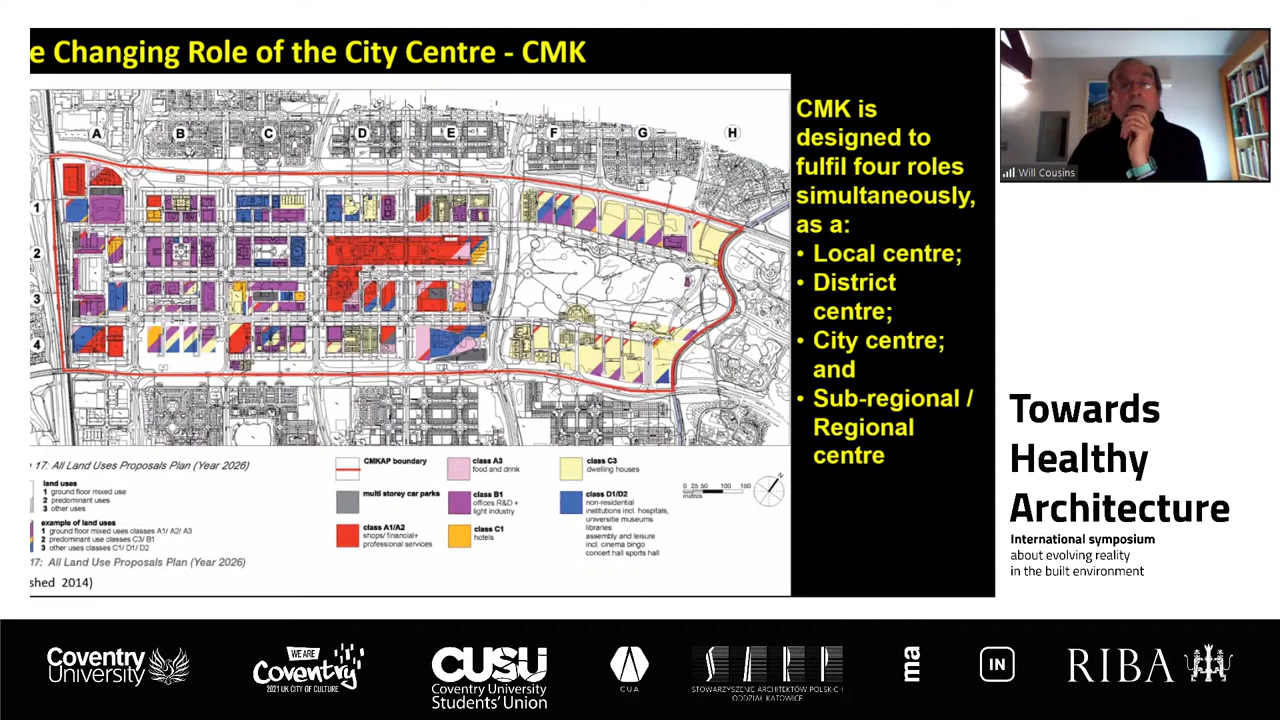 e Changing Role of the City Centre - CMK
A
B
C
D
E
F
G
H
1
2
3
4
CMK is
designed to
fulfil four roles
simultaneously,
as a:
• Local centre;
• District
centre;
• City centre;
and
• Sub-regional /
Regional
centre
Will Cousins
17: All Land Uses Proposals Plan (Year 2026)
land uses
1 ground floor mixed use
2 predominant uses
3 other uses
example of land uses
1 ground floor mixed uses classes A1/ A2/ A3
2 predominant use classes C3/ B1
3 other uses classes C1/ D1/ D2
17: All Land Use Proposals Plan (Year 2026)
shed 2014)
CMKAP boundary
multi storey car parks
class A1/A2
shops/ financial+
professional services
class A3
food and drink
class B1
offices R&D +
light industry
class C1
hotels
class C3
dwelling houses
class D1/D2
non-residential
institutions incl. hospitals,
universitie museums
libraries
assembly and leisure
incl. cinema bingo
concert hall sports hall
0 25 50 100 150
metres
N
Towards
Healthy
Architecture
International symposium
about evolving reality
in the built environment
Coventry
University
WE ARE
Coventry
2021 UK CITY OF CULTURE
CUSU
Coventry University
Students' Union
CUA
SARP
STOWARZYSZENIE ARCHITEKTÓW POLSKICH
ODDZIAŁ KATOWICE
ma
IN
RIBA